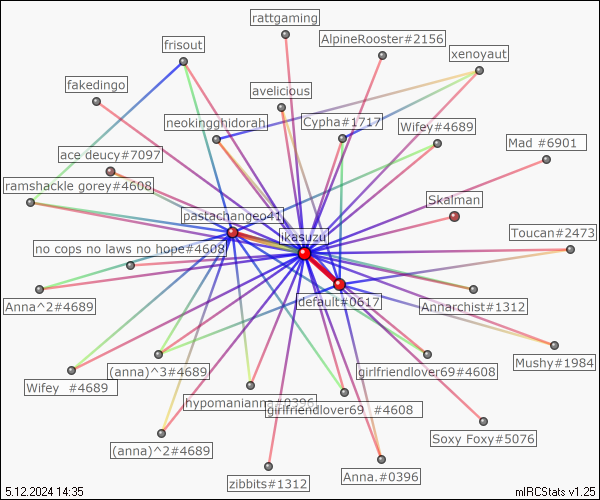 rattgaming
AlpineRooster#2156
frisout
xenoyaut
fakedingo
avelicious
neokingghidorah
Cypha#1717
Wifey#4689
Mad #6901
ace deucy#7097
ramshackle gorey#4608
Skalman
pastachangeo41
ikasuzu
Toucan#2473
no cops no laws no hope#4608
Anna^2#4689
default#0617
Annarchist#1312
Mushy#1984
(anna)^3#4689
girlfriendlover69#4608
Wifey  #4689
hypomanianna#0396
girlfriendlover69  #4608
Soxy Foxy#5076
(anna)^2#4689
zibbits#1312
Anna.#0396
5.12.2024 14:35
mIRCStats v1.25